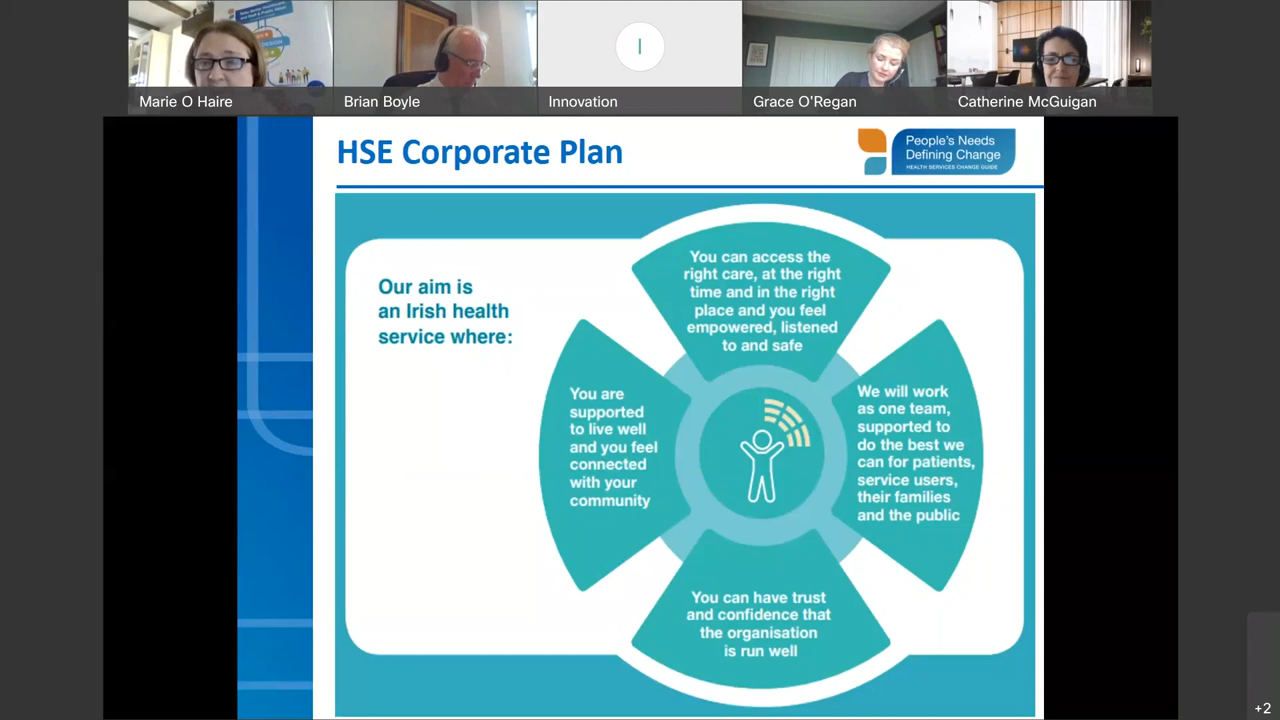 Marie O Haire
Brian Boyle
I
Innovation
Grace O'Regan
Catherine McGuigan
HSE Corporate Plan
People's Needs
Defining Change
HEALTH SERVICES CHANGE GUIDE
Our aim is
an Irish health
service where:
You can access the
right care, at the right
time and in the right
place and you feel
empowered, listened
to and safe
You are
supported
to live well
and you feel
connected
with your
community
We will work
as one team,
supported to
do the best we
can for patients,
service users,
their families
and the public
You can have trust
and confidence that
the organisation
is run well
+2